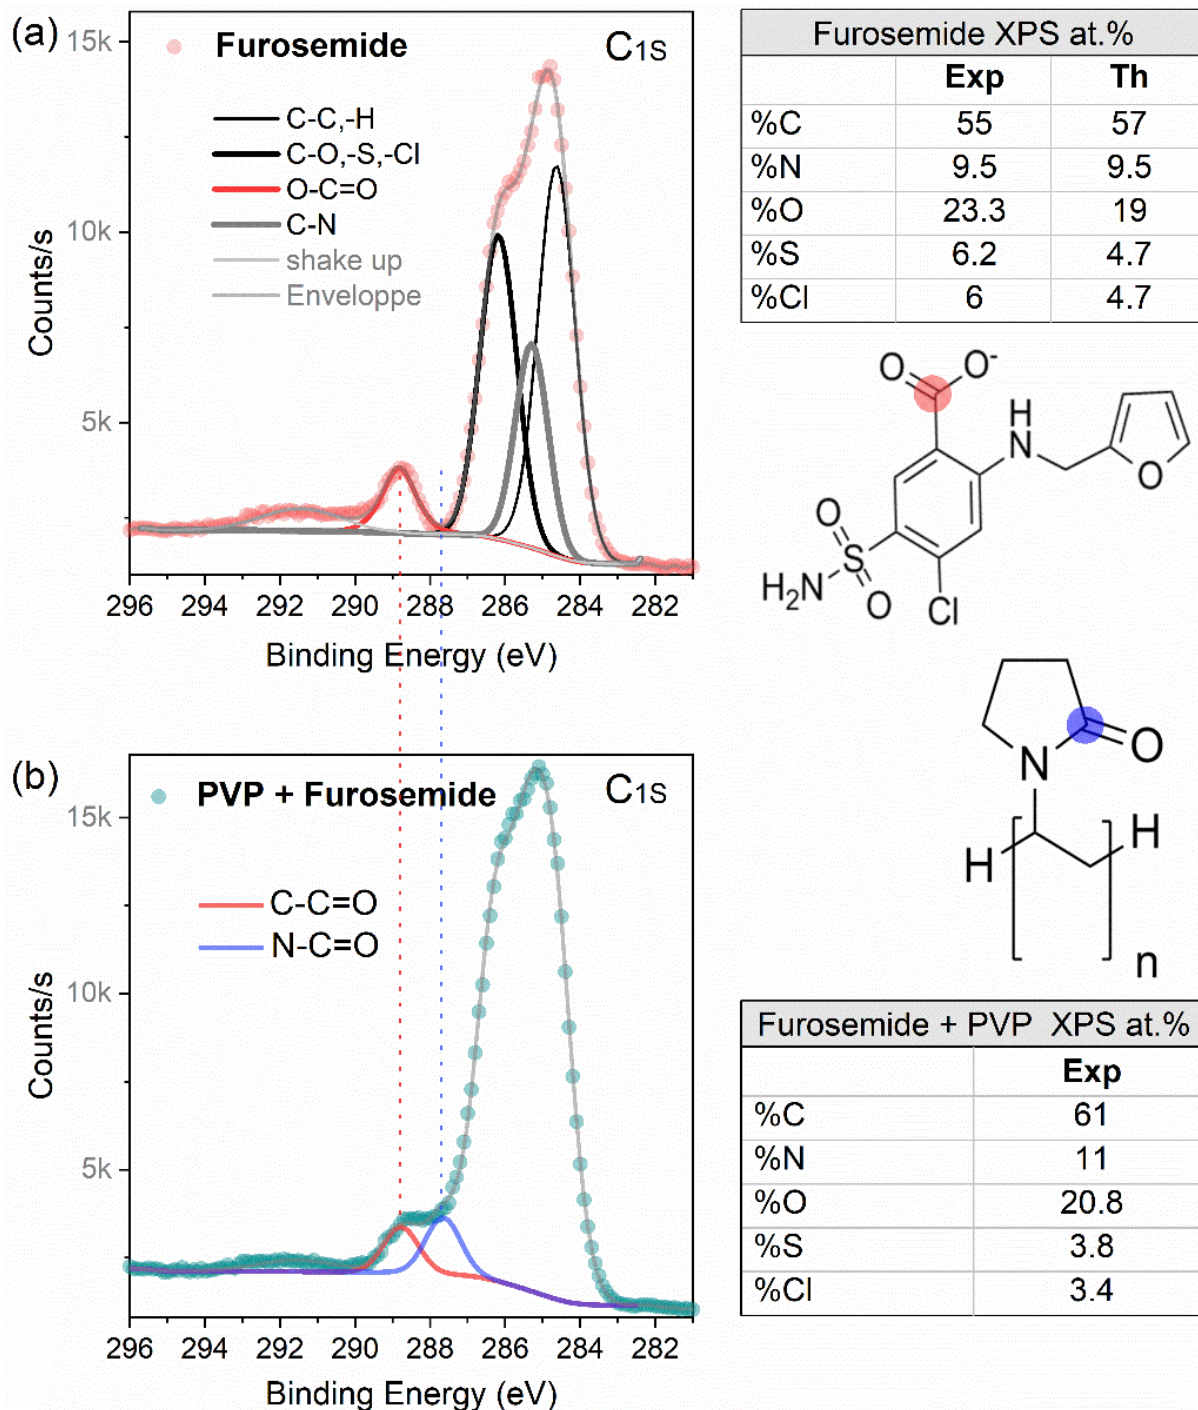 (a)
Furosemide
C1S
C-C,-H
C-O,-S,-Cl
O-C=O
C-N
shake up
Enveloppe
15k
10k
5k
Counts/s
296 294 292 290 288 286 284 282
Binding Energy (eV)
Furosemide XPS at.%
Exp Th
%C 55 57
%N 9.5 9.5
%O 23.3 19
%S 6.2 4.7
%Cl 6 4.7
O O-
H
N
O
O
S
H2N O
Cl
N O
H H
n
(b)
PVP + Furosemide
C1S
C-C=O
N-C=O
15k
10k
5k
Counts/s
296 294 292 290 288 286 284 282
Binding Energy (eV)
Furosemide + PVP XPS at.%
Exp
%C 61
%N 11
%O 20.8
%S 3.8
%Cl 3.4